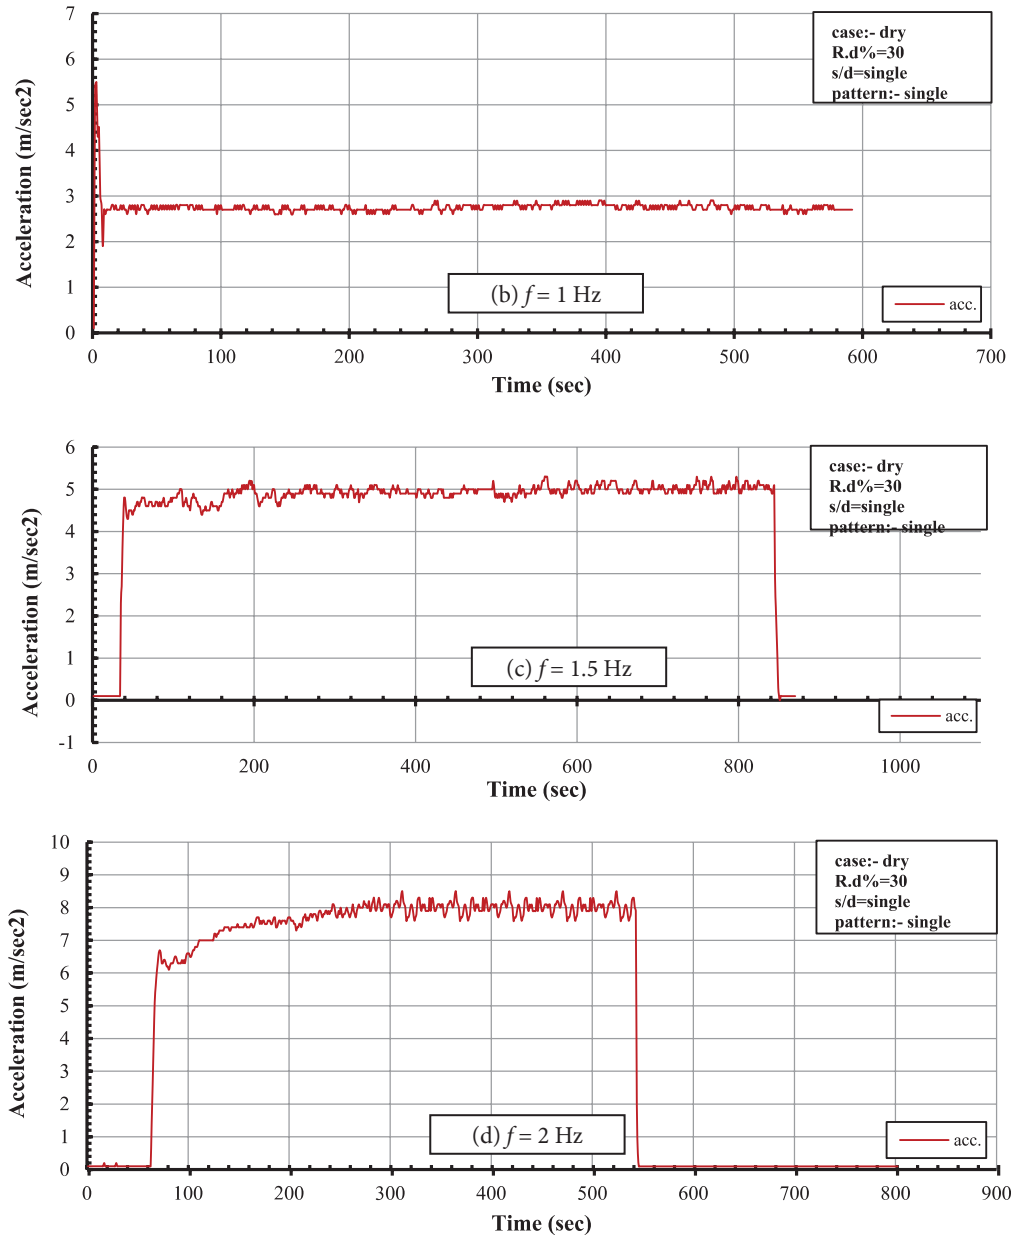 7
6
5
4
3
2
1
0
Acceleration (m/sec2)
case:- dry
R.d%=30
s/d=single
pattern:- single
(b) f = 1 Hz
acc.
0 100 200 300 400 500 600 700
Time (sec)
6
5
4
3
2
1
0
-1
Acceleration (m/sec2)
case:- dry
R.d%=30
s/d=single
pattern:- single
(c) f = 1.5 Hz
acc.
0 200 400 600 800 1000
Time (sec)
10
9
8
7
6
5
4
3
2
1
0
Acceleration (m/sec2)
case:- dry
R.d%=30
s/d=single
pattern:- single
(d) f = 2 Hz
acc.
0 100 200 300 400 500 600 700 800 900
Time (sec)